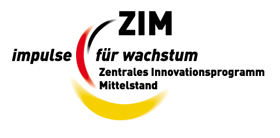 ZIM
impulse für wachstum
Zentrales Innovationsprogramm
Mittelstand